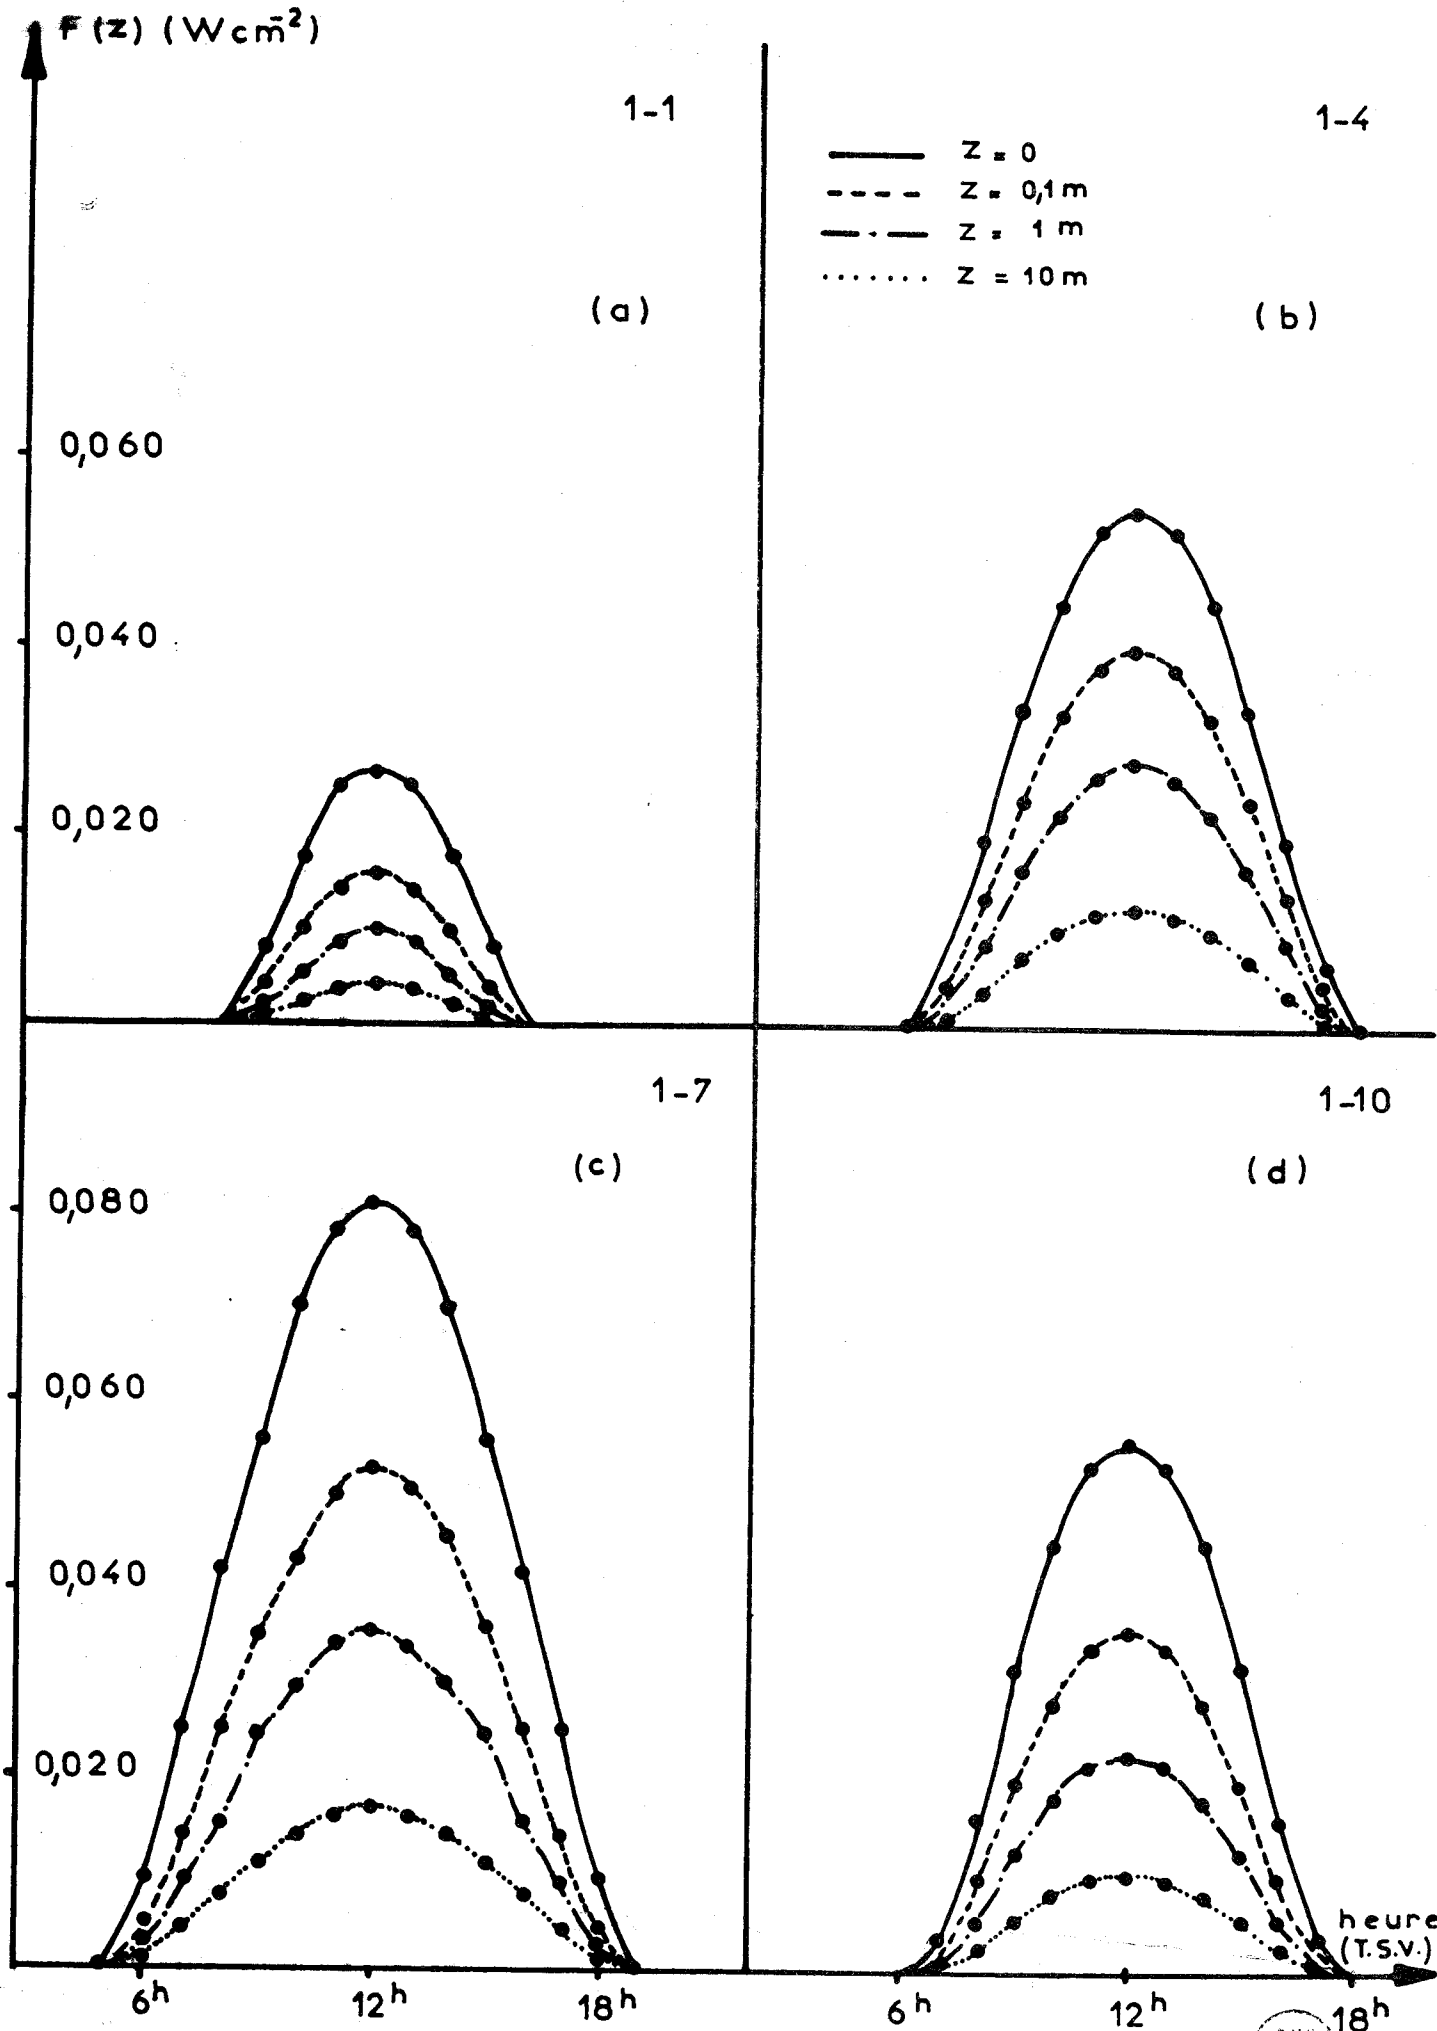 F (z) (W cm⁻²)
1-1
1-4
z = 0
z = 0,1 m
z = 1 m
z = 10 m
(a)
(b)
0,060
0,040
0,020
1-7
1-10
(c)
(d)
0,080
0,060
0,040
0,020
heure
(T.S.V.)
6h
12h
18h
6h
12h
18h